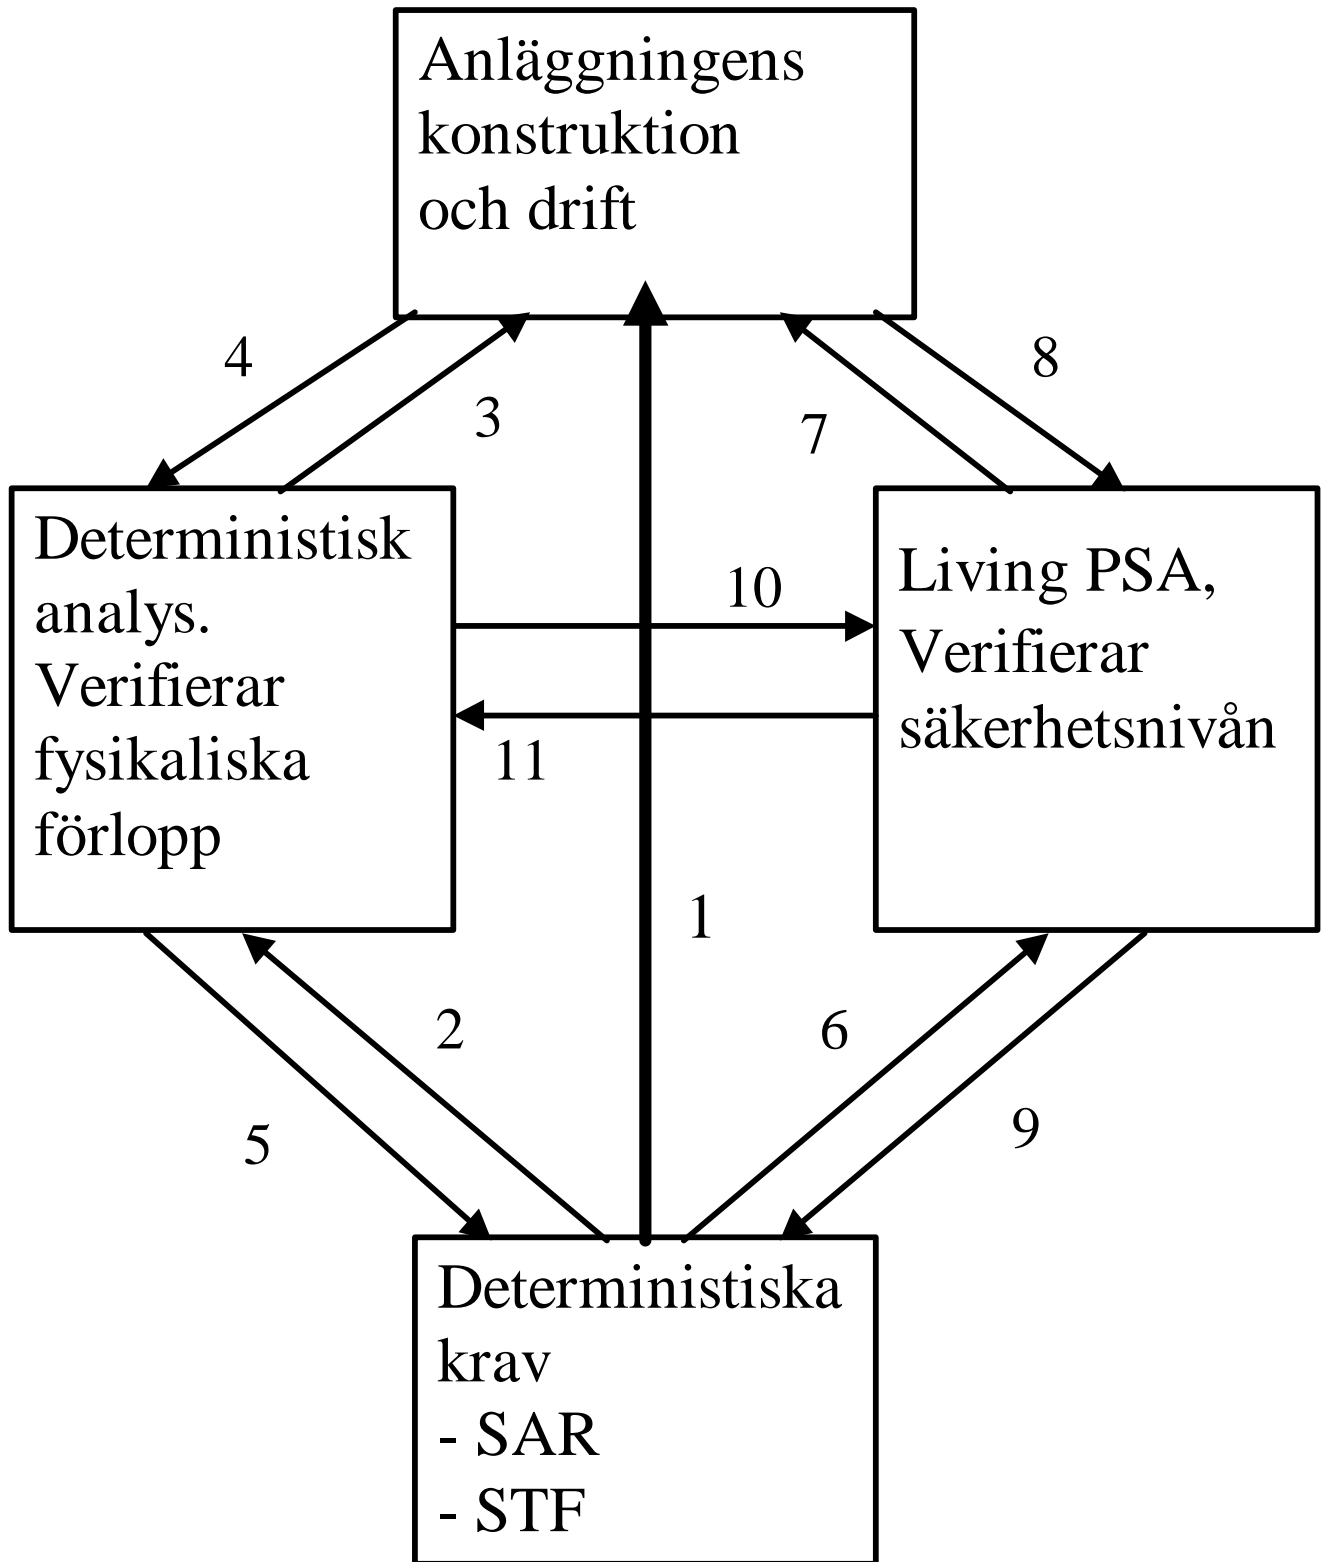 Anläggningens
konstruktion
och drift
4
3
7
8
Deterministisk
analys.
Verifierar
fysikaliska
förlopp
10
11
Living PSA,
Verifierar
säkerhetsnivån
1
2
6
5
9
Deterministiska
krav
- SAR
- STF